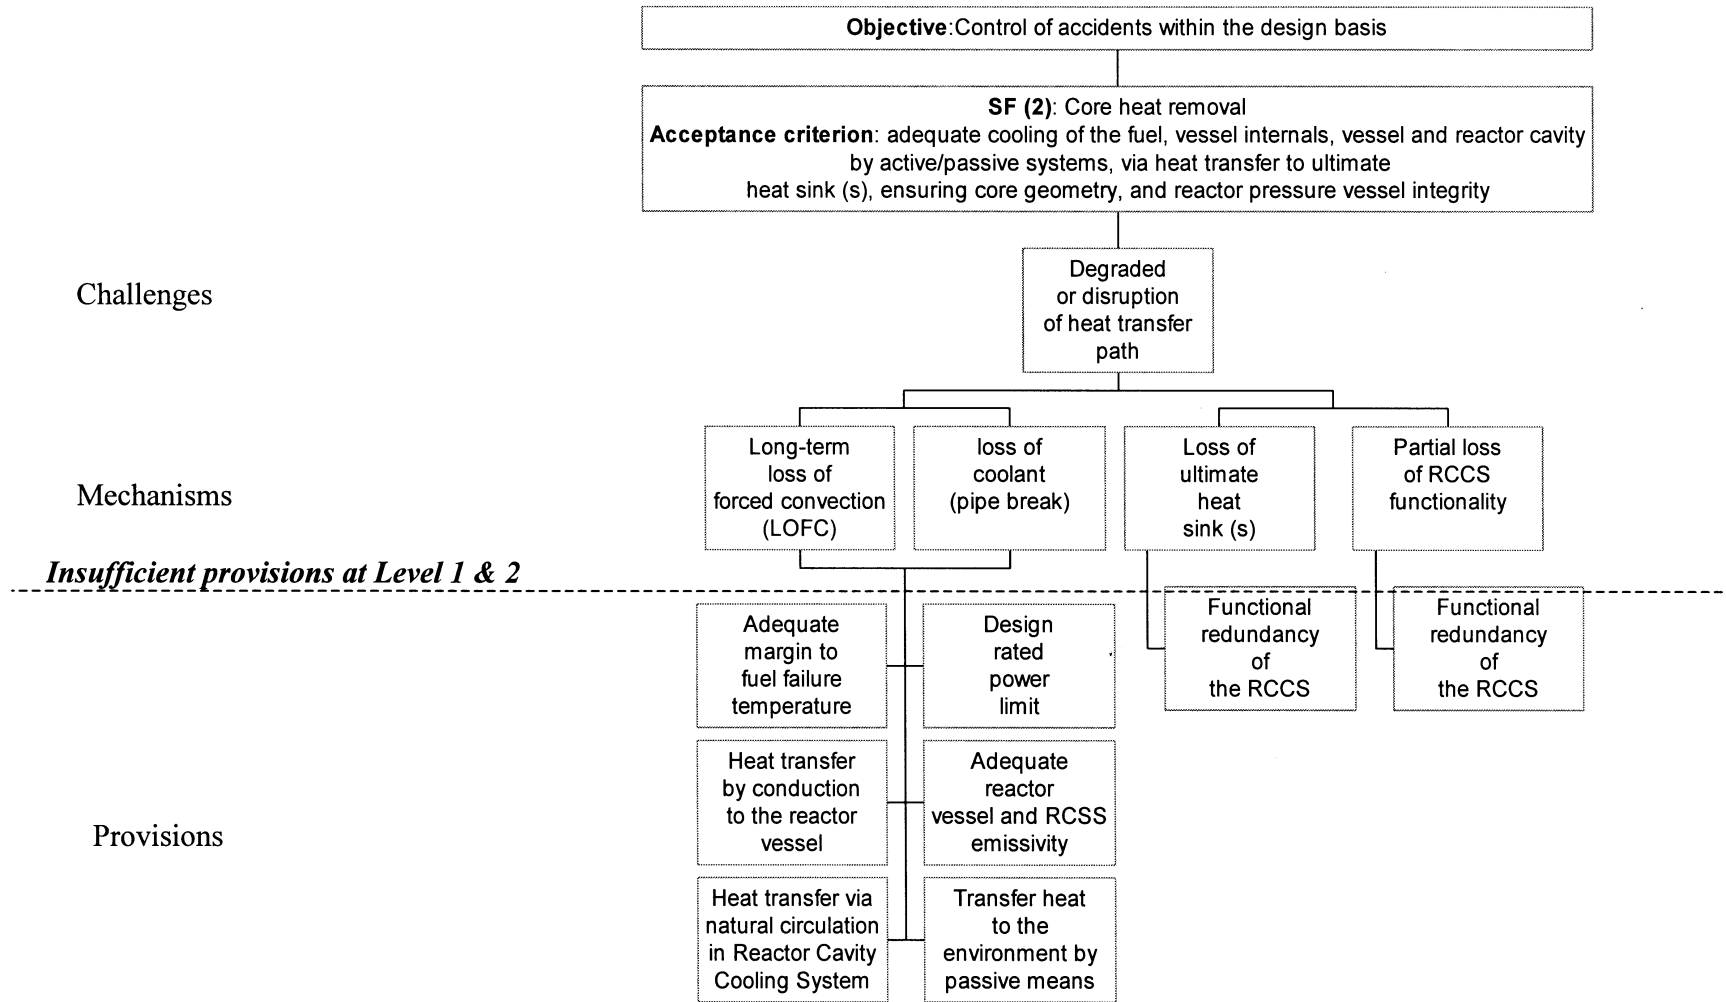 Objective:Control of accidents within the design basis
SF (2): Core heat removal
Acceptance criterion: adequate cooling of the fuel, vessel internals, vessel and reactor cavity
by active/passive systems, via heat transfer to ultimate
heat sink (s), ensuring core geometry, and reactor pressure vessel integrity
Challenges
Degraded
or disruption
of heat transfer
path
Mechanisms
Long-term
loss of
forced convection
(LOFC)
loss of
coolant
(pipe break)
Loss of
ultimate
heat
sink (s)
Partial loss
of RCCS
functionality
Insufficient provisions at Level 1 & 2
Provisions
Adequate
margin to
fuel failure
temperature
Design
rated
power
limit
Functional
redundancy
of
the RCCS
Functional
redundancy
of
the RCCS
Heat transfer
by conduction
to the reactor
vessel
Adequate
reactor
vessel and RCSS
emissivity
Heat transfer via
natural circulation
in Reactor Cavity
Cooling System
Transfer heat
to the
environment by
passive means